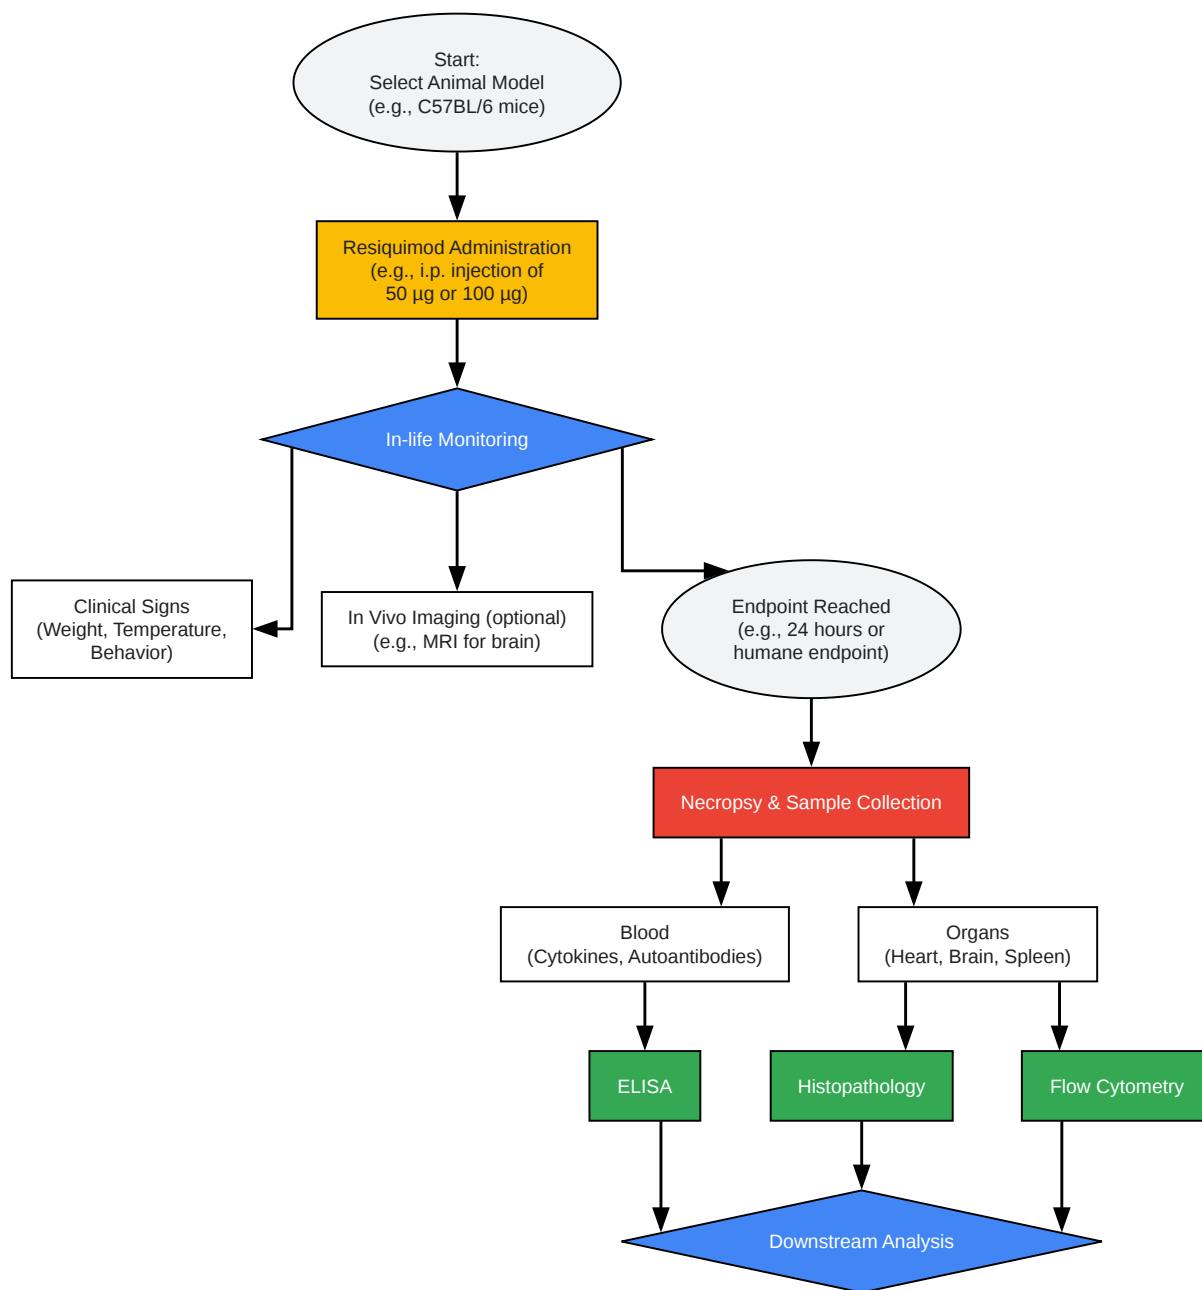 Start:
Select Animal Model
(e.g., C57BL/6 mice)
Resiquimod Administration
(e.g., i.p. injection of
50 µg or 100 µg)
In-life Monitoring
Clinical Signs
(Weight, Temperature,
Behavior)
In Vivo Imaging (optional)
(e.g., MRI for brain)
Endpoint Reached
(e.g., 24 hours or
humane endpoint)
Necropsy & Sample Collection
Blood
(Cytokines, Autoantibodies)
Organs
(Heart, Brain, Spleen)
ELISA
Histopathology
Flow Cytometry
Downstream Analysis